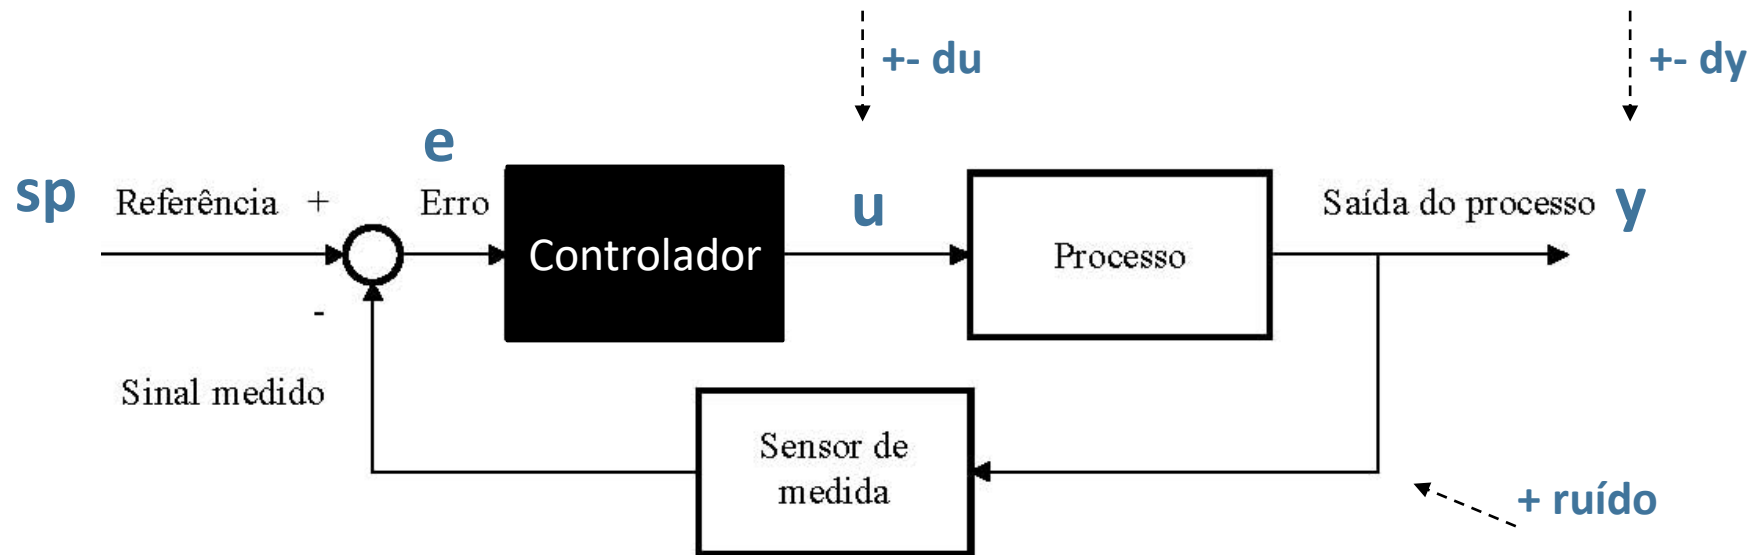 +- du
+- dy
e
sp
Referência +
Erro
Controlador
u
Processo
Saída do processo
y
-
Sinal medido
Sensor de
medida
+ ruído